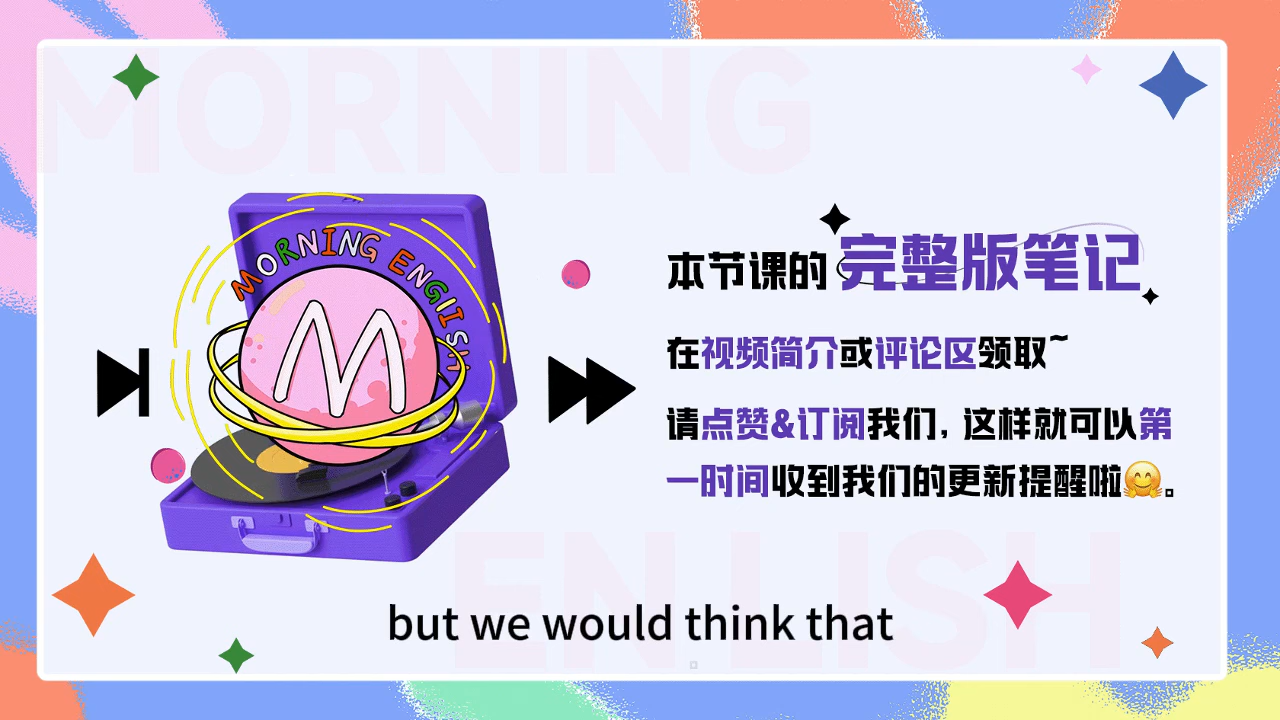 MORNING
MORNING ENGlISH
M
本节课的 完整版笔记
在视频简介或评论区领取~
请点赞&订阅我们, 这样就可以第
一时间收到我们的更新提醒啦🤗。
EN LISH
but we would think that